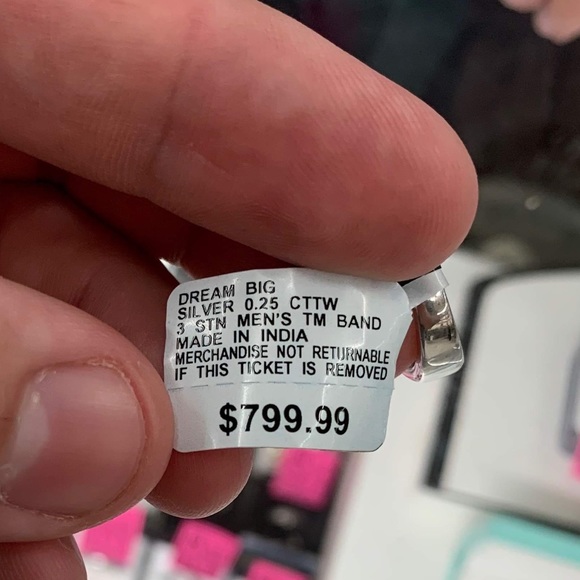 DREAM BIG
SILVER 0.25 CTTW
3 STN MEN'S TM BAND
MADE IN INDIA
MERCHANDISE NOT RETURNABLE
IF THIS TICKET IS REMOVED
$799.99